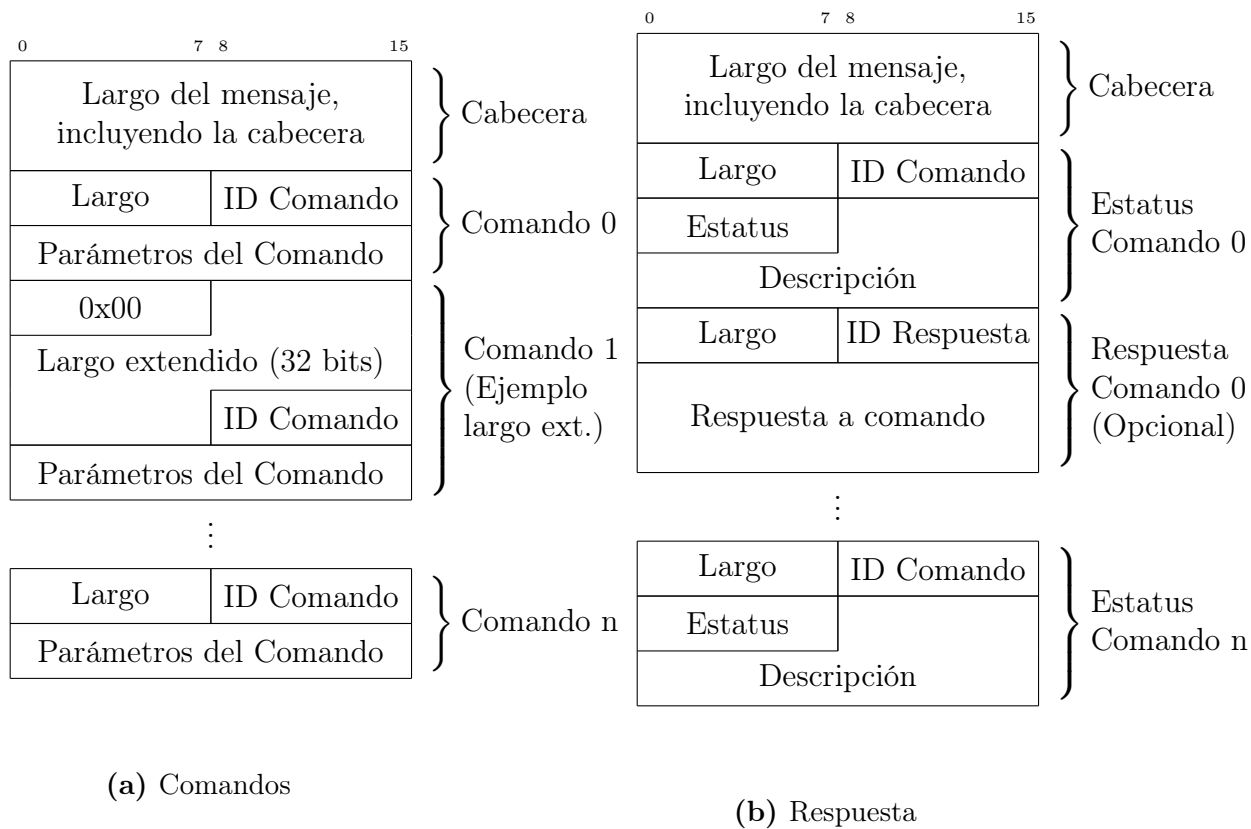 0 7 8 15
Largo del mensaje,
incluyendo la cabecera
Cabecera
Largo ID Comando
Parámetros del Comando
Comando 0
0x00
Largo extendido (32 bits)
ID Comando
Parámetros del Comando
Comando 1
(Ejemplo
largo ext.)
⋮
Largo ID Comando
Parámetros del Comando
Comando n
(a) Comandos
0 7 8 15
Largo del mensaje,
incluyendo la cabecera
Cabecera
Largo ID Comando
Estatus
Descripción
Estatus
Comando 0
Largo ID Respuesta
Respuesta a comando
Respuesta
Comando 0
(Opcional)
⋮
Largo ID Comando
Estatus
Descripción
Estatus
Comando n
(b) Respuesta